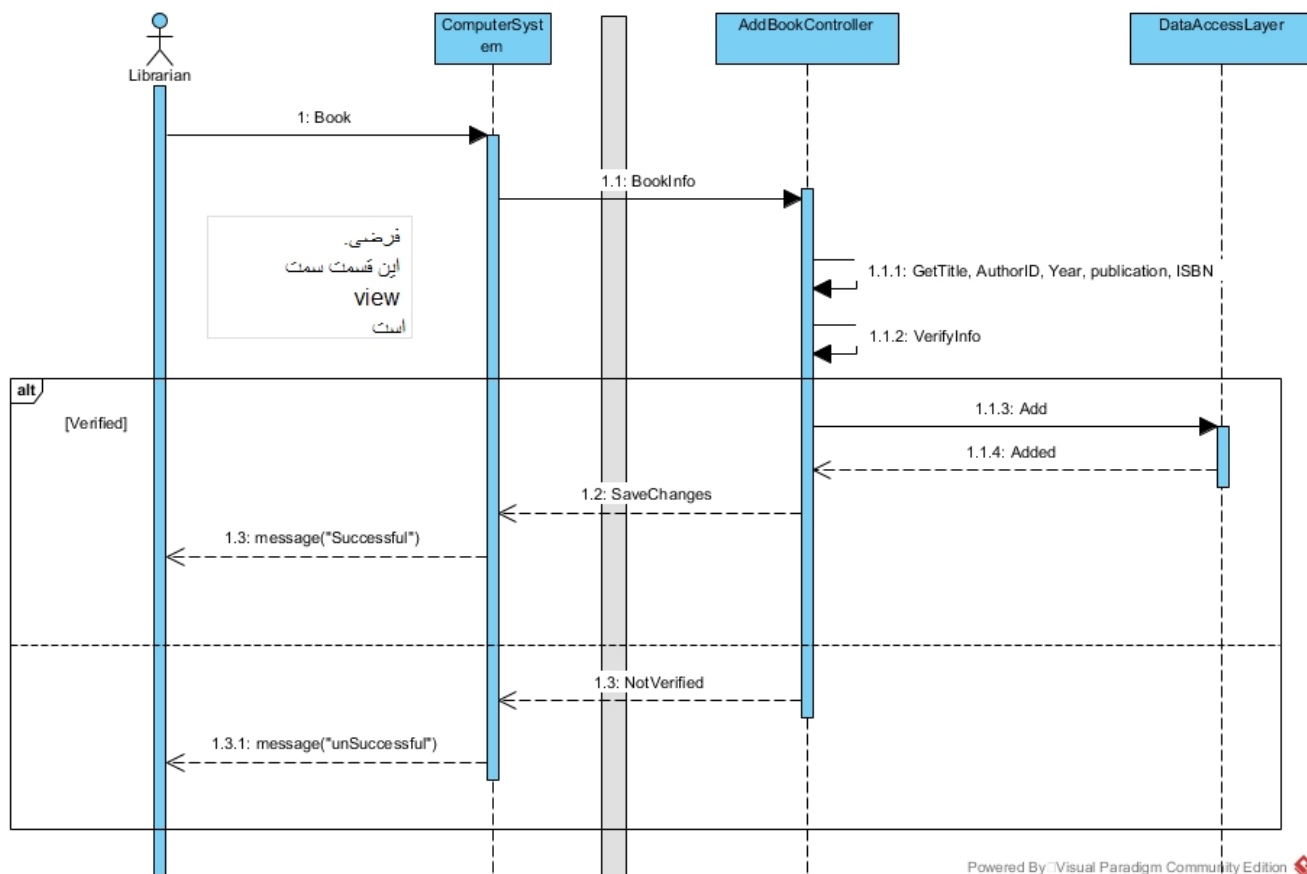 ComputerSyst
em
AddBookController
DataAccessLayer
Librarian
1: Book
1.1: BookInfo
فرضی.
این قسمت سمت
view
است
1.1.1: GetTitle, AuthorID, Year, publication, ISBN
1.1.2: VerifyInfo
alt
[Verified]
1.1.3: Add
1.1.4: Added
1.2: SaveChanges
1.3: message("Successful")
1.3: NotVerified
1.3.1: message("unSuccessful")
Powered By Visual Paradigm Community Edition